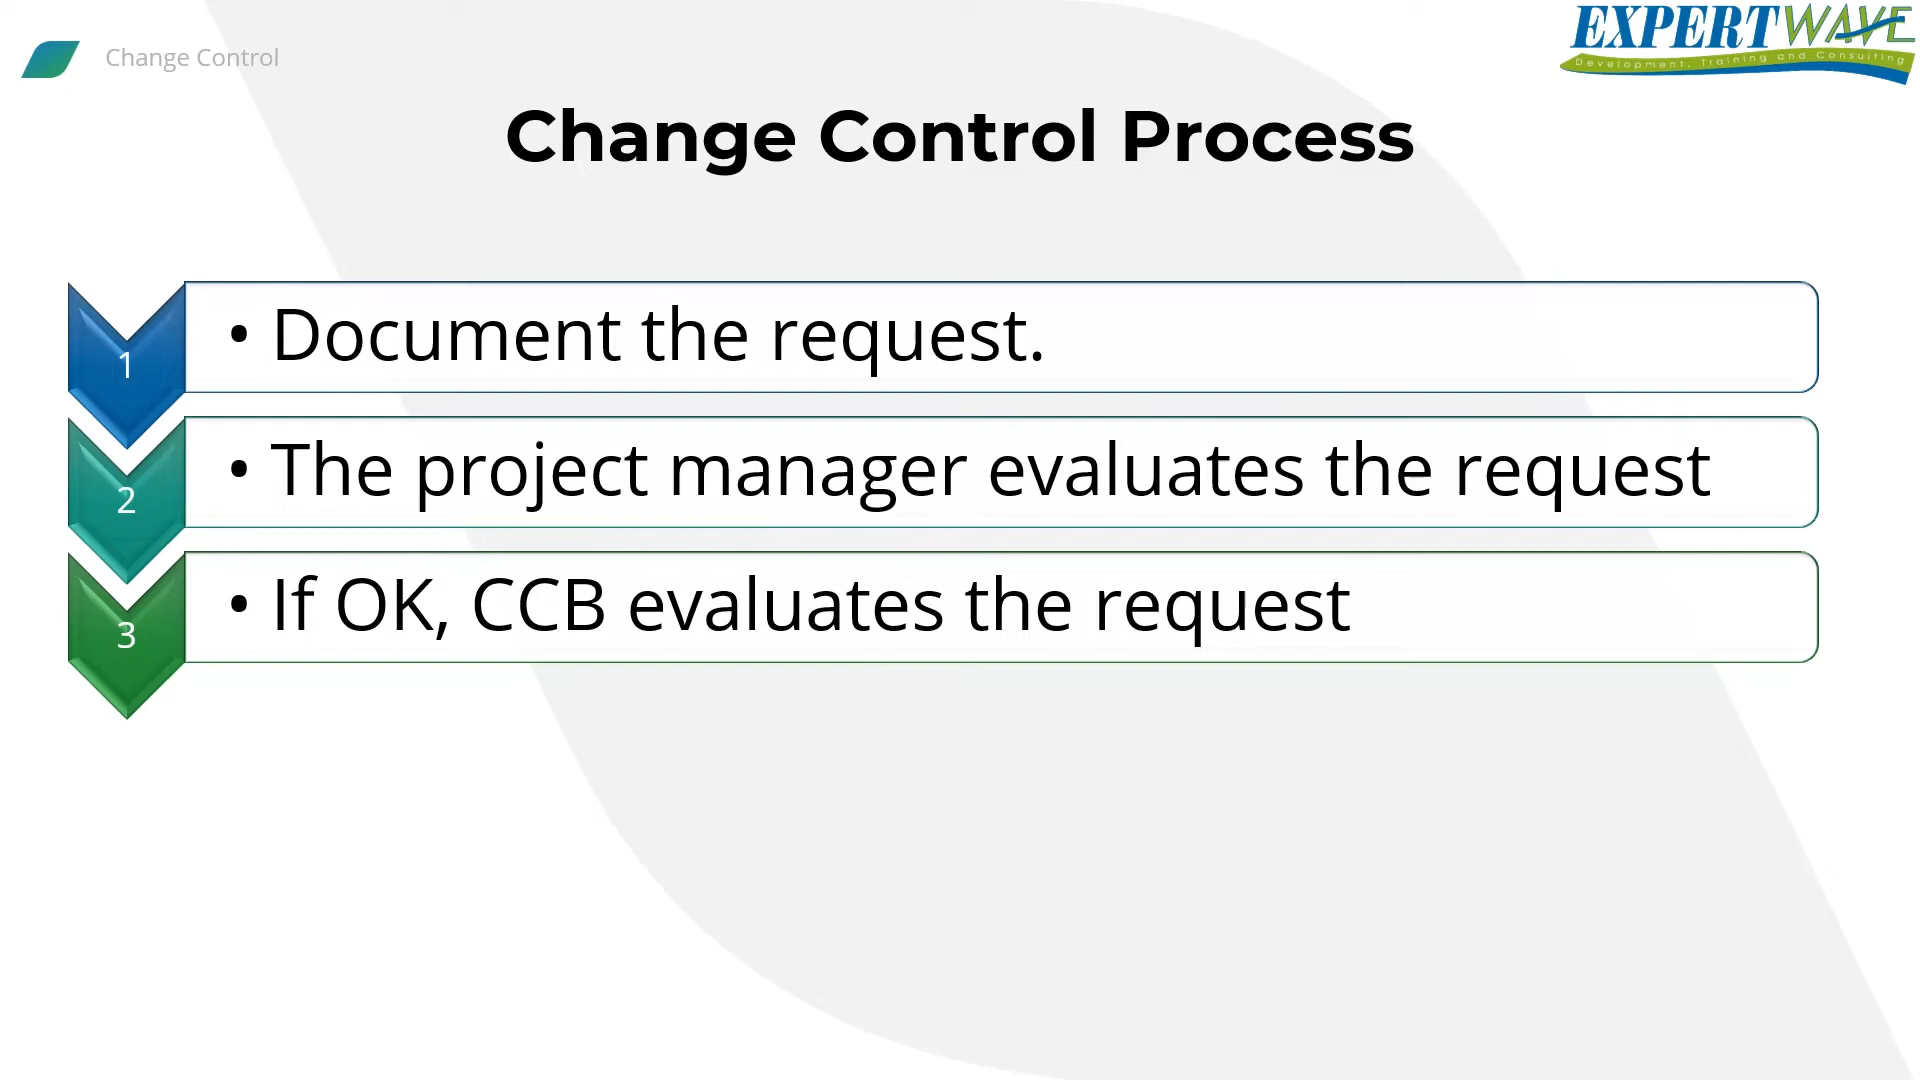 EXPERTWAVE
Development, Training and Consulting
Change Control
Change Control Process
1
• Document the request.
2
• The project manager evaluates the request
3
• If OK, CCB evaluates the request